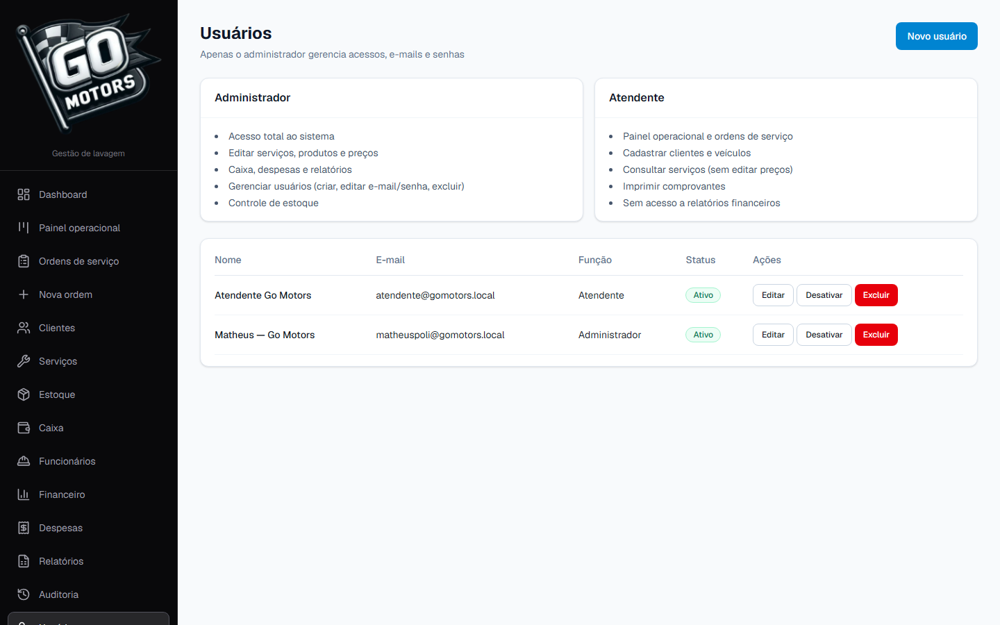 GO
MOTORS
Gestão de lavagem
Dashboard
Painel operacional
Ordens de serviço
Nova ordem
Clientes
Serviços
Estoque
Caixa
Funcionários
Financeiro
Despesas
Relatórios
Auditoria
Usuários
Apenas o administrador gerencia acessos, e-mails e senhas
Novo usuário
Administrador
• Acesso total ao sistema
• Editar serviços, produtos e preços
• Caixa, despesas e relatórios
• Gerenciar usuários (criar, editar e-mail/senha, excluir)
• Controle de estoque
Atendente
• Painel operacional e ordens de serviço
• Cadastrar clientes e veículos
• Consultar serviços (sem editar preços)
• Imprimir comprovantes
• Sem acesso a relatórios financeiros
Nome E-mail Função Status Ações
Atendente Go Motors atendente@gomotors.local Atendente Ativo Editar Desativar Excluir
Matheus — Go Motors matheuspoli@gomotors.local Administrador Ativo Editar Desativar Excluir